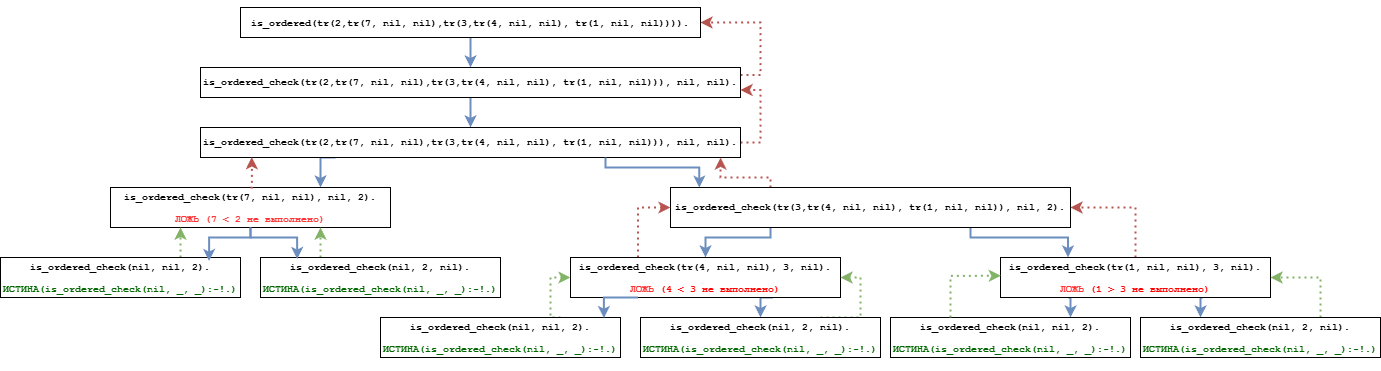 is_ordered(tr(2,tr(7, nil, nil),tr(3,tr(4, nil, nil), tr(1, nil, nil)))).
is_ordered_check(tr(2,tr(7, nil, nil),tr(3,tr(4, nil, nil), tr(1, nil, nil))), nil, nil).
is_ordered_check(tr(2,tr(7, nil, nil),tr(3,tr(4, nil, nil), tr(1, nil, nil))), nil, nil).
is_ordered_check(tr(7, nil, nil), nil, 2).
ЛОЖЬ (7 < 2 не выполнено)
is_ordered_check(tr(3,tr(4, nil, nil), tr(1, nil, nil)), nil, 2).
is_ordered_check(nil, nil, 2).
ИСТИНА(is_ordered_check(nil, _, _):-!.)
is_ordered_check(nil, 2, nil).
ИСТИНА(is_ordered_check(nil, _, _):-!.)
is_ordered_check(tr(4, nil, nil), 3, nil).
ЛОЖЬ (4 < 3 не выполнено)
is_ordered_check(tr(1, nil, nil), 3, nil).
ЛОЖЬ (1 > 3 не выполнено)
is_ordered_check(nil, nil, 2).
ИСТИНА(is_ordered_check(nil, _, _):-!.)
is_ordered_check(nil, 2, nil).
ИСТИНА(is_ordered_check(nil, _, _):-!.)
is_ordered_check(nil, nil, 2).
ИСТИНА(is_ordered_check(nil, _, _):-!.)
is_ordered_check(nil, 2, nil).
ИСТИНА(is_ordered_check(nil, _, _):-!.)